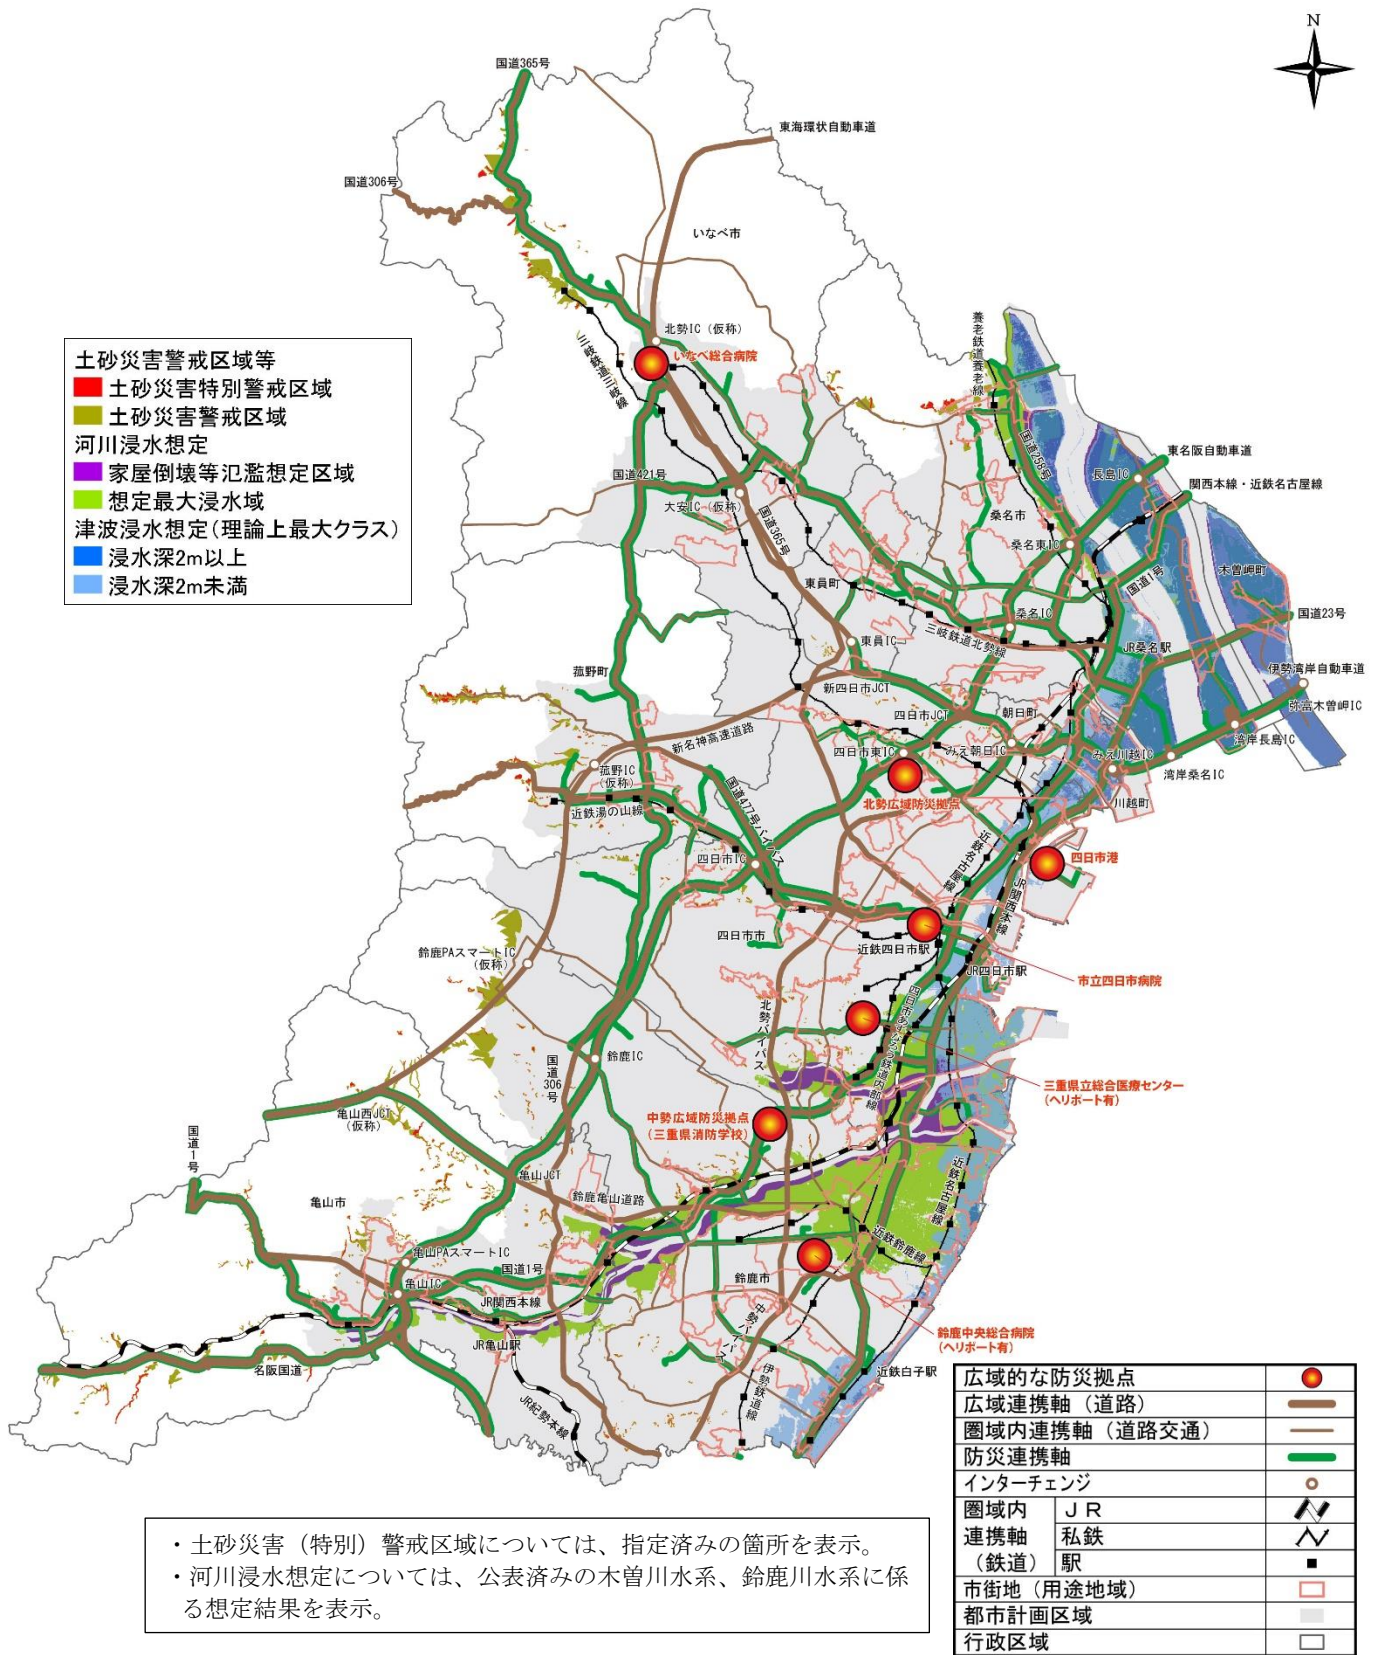 N
国道365号
東海環状自動車道
国道306号
いなべ市
北勢IC（仮称）
いなべ総合病院
養老鉄道養老線
三岐鉄道三岐線
土砂災害警戒区域等
土砂災害特別警戒区域
土砂災害警戒区域
河川浸水想定
家屋倒壊等氾濫想定区域
想定最大浸水域
津波浸水想定(理論上最大クラス)
浸水深2m以上
浸水深2m未満
国道258号
東名阪自動車道
長島IC
国道421号
関西本線・近鉄名古屋線
大安IC（仮称）
国道365号
桑名市
桑名東IC
木曽岬町
国道1号
東員町
国道23号
桑名IC
三岐鉄道北勢線
東員IC
JR桑名駅
菰野町
伊勢湾岸自動車道
新四日市JCT
弥富木曽岬IC
四日市JCT
朝日町
湾岸長島IC
新名神高速道路
四日市東IC
みえ朝日IC
みえ川越IC
菰野IC
（仮称）
湾岸桑名IC
国道477号バイパス
北勢広域防災拠点
川越町
近鉄湯の山線
近鉄名古屋線
四日市IC
四日市港
JR関西本線
四日市市
近鉄四日市駅
鈴鹿PAスマートIC
（仮称）
JR四日市駅
市立四日市病院
四日市あすなろう鉄道内部線
北勢バイパス
鈴鹿IC
国道306号
三重県立総合医療センター
(ヘリポート有)
亀山西JCT
（仮称）
中勢広域防災拠点
(三重県消防学校)
国道1号
亀山JCT
近鉄名古屋線
亀山市
鈴鹿亀山道路
近鉄鈴鹿線
亀山PAスマートIC
国道1号
亀山IC
鈴鹿市
JR関西本線
中勢バイパス
鈴鹿中央総合病院
(ヘリポート有)
JR亀山駅
名阪国道
近鉄白子駅
伊勢鉄道線
JR紀勢本線
広域的な防災拠点
広域連携軸（道路）
圏域内連携軸（道路交通）
防災連携軸
インターチェンジ
圏域内 ＪＲ
連携軸 私鉄
（鉄道） 駅
市街地（用途地域）
都市計画区域
行政区域
・土砂災害（特別）警戒区域については、指定済みの箇所を表示。
・河川浸水想定については、公表済みの木曽川水系、鈴鹿川水系に係
る想定結果を表示。